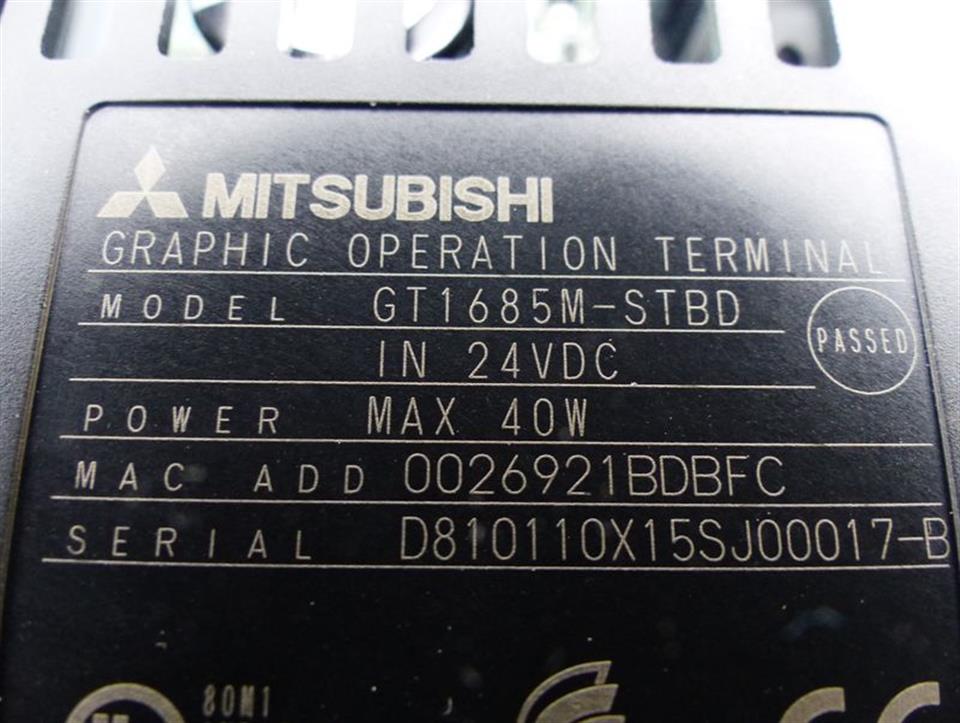 MITSUBISHI
GRAPHIC OPERATION TERMINAL
MODEL GT1685M-STBD
PASSED
IN 24VDC
POWER MAX 40W
MAC ADD 0026921BDBFC
SERIAL D810110X15SJ00017-B
80M1